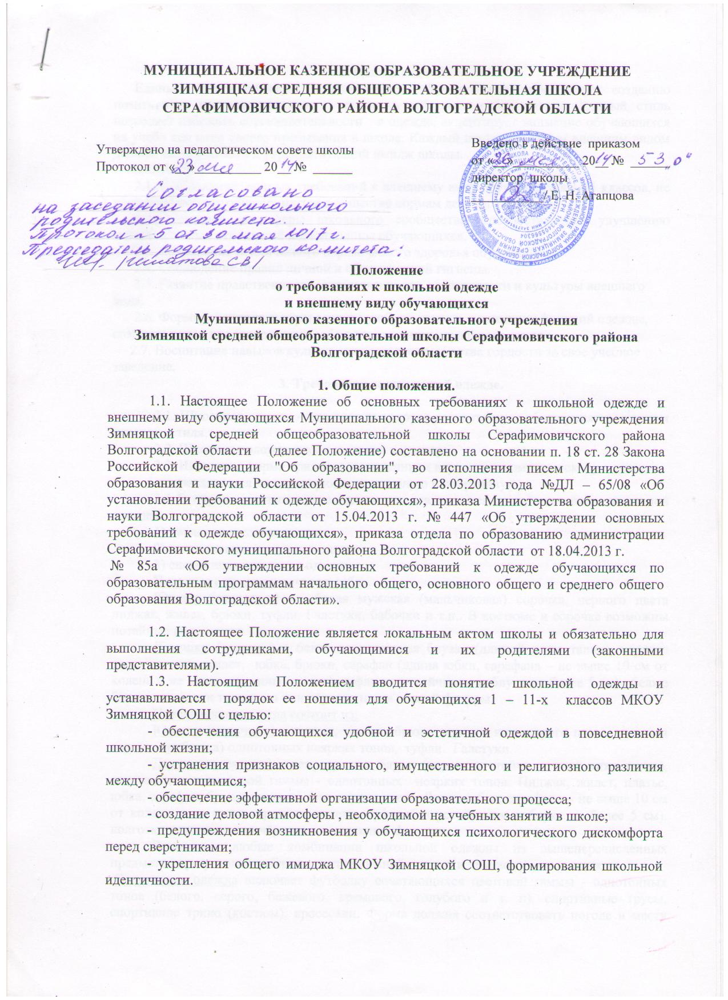 МУНИЦИПАЛЬНОЕ КАЗЕННОЕ ОБРАЗОВАТЕЛЬНОЕ УЧРЕЖДЕНИЕ
ЗИМНЯЦКАЯ СРЕДНЯЯ ОБЩЕОБРАЗОВАТЕЛЬНАЯ ШКОЛА
СЕРАФИМОВИЧСКОГО РАЙОНА ВОЛГОГРАДСКОЙ ОБЛАСТИ
Утверждено на педагогическом совете школы
Протокол от «23» мая 2014 № ______
Введено в действие приказом
от «26» мая 2014 № 53 "о"
директор школы
/ Е. Н. Агапцова
Согласовано
на заседании общешкольного
родительского комитета.
Протокол № 5 от 30 мая 2017 г.
Председатель родительского комитета:
Положение
о требованиях к школьной одежде
и внешнему виду обучающихся
Муниципального казенного образовательного учреждения
Зимняцкой средней общеобразовательной школы Серафимовичского района
Волгоградской области
1. Общие положения.
1.1. Настоящее Положение об основных требованиях к школьной одежде и
внешнему виду обучающихся Муниципального казенного образовательного учреждения
Зимняцкой средней общеобразовательной школы Серафимовичского района
Волгоградской области (далее Положение) составлено на основании п. 18 ст. 28 Закона
Российской Федерации "Об образовании", во исполнения писем Министерства
образования и науки Российской Федерации от 28.03.2013 года №ДЛ – 65/08 «Об
установлении требований к одежде обучающихся», приказа Министерства образования и
науки Волгоградской области от 15.04.2013 г. № 447 «Об утверждении основных
требований к одежде обучающихся», приказа отдела по образованию администрации
Серафимовичского муниципального района Волгоградской области от 18.04.2013 г.
№ 85а «Об утверждении основных требований к одежде обучающихся по
образовательным программам начального общего, основного общего и среднего общего
образования Волгоградской области».
1.2. Настоящее Положение является локальным актом школы и обязательно для
выполнения сотрудниками, обучающимися и их родителями (законными
представителями).
1.3. Настоящим Положением вводится понятие школьной одежды и
устанавливается порядок ее ношения для обучающихся 1 – 11-х классов МКОУ
Зимняцкой СОШ с целью:
- обеспечения обучающихся удобной и эстетичной одеждой в повседневной
школьной жизни;
- устранения признаков социального, имущественного и религиозного различия
между обучающимися;
- обеспечение эффективной организации образовательного процесса;
- создание деловой атмосферы , необходимой на учебных занятий в школе;
- предупреждения возникновения у обучающихся психологического дискомфорта
перед сверстниками;
- укрепления общего имиджа МКОУ Зимняцкой СОШ, формирования школьной
идентичности.